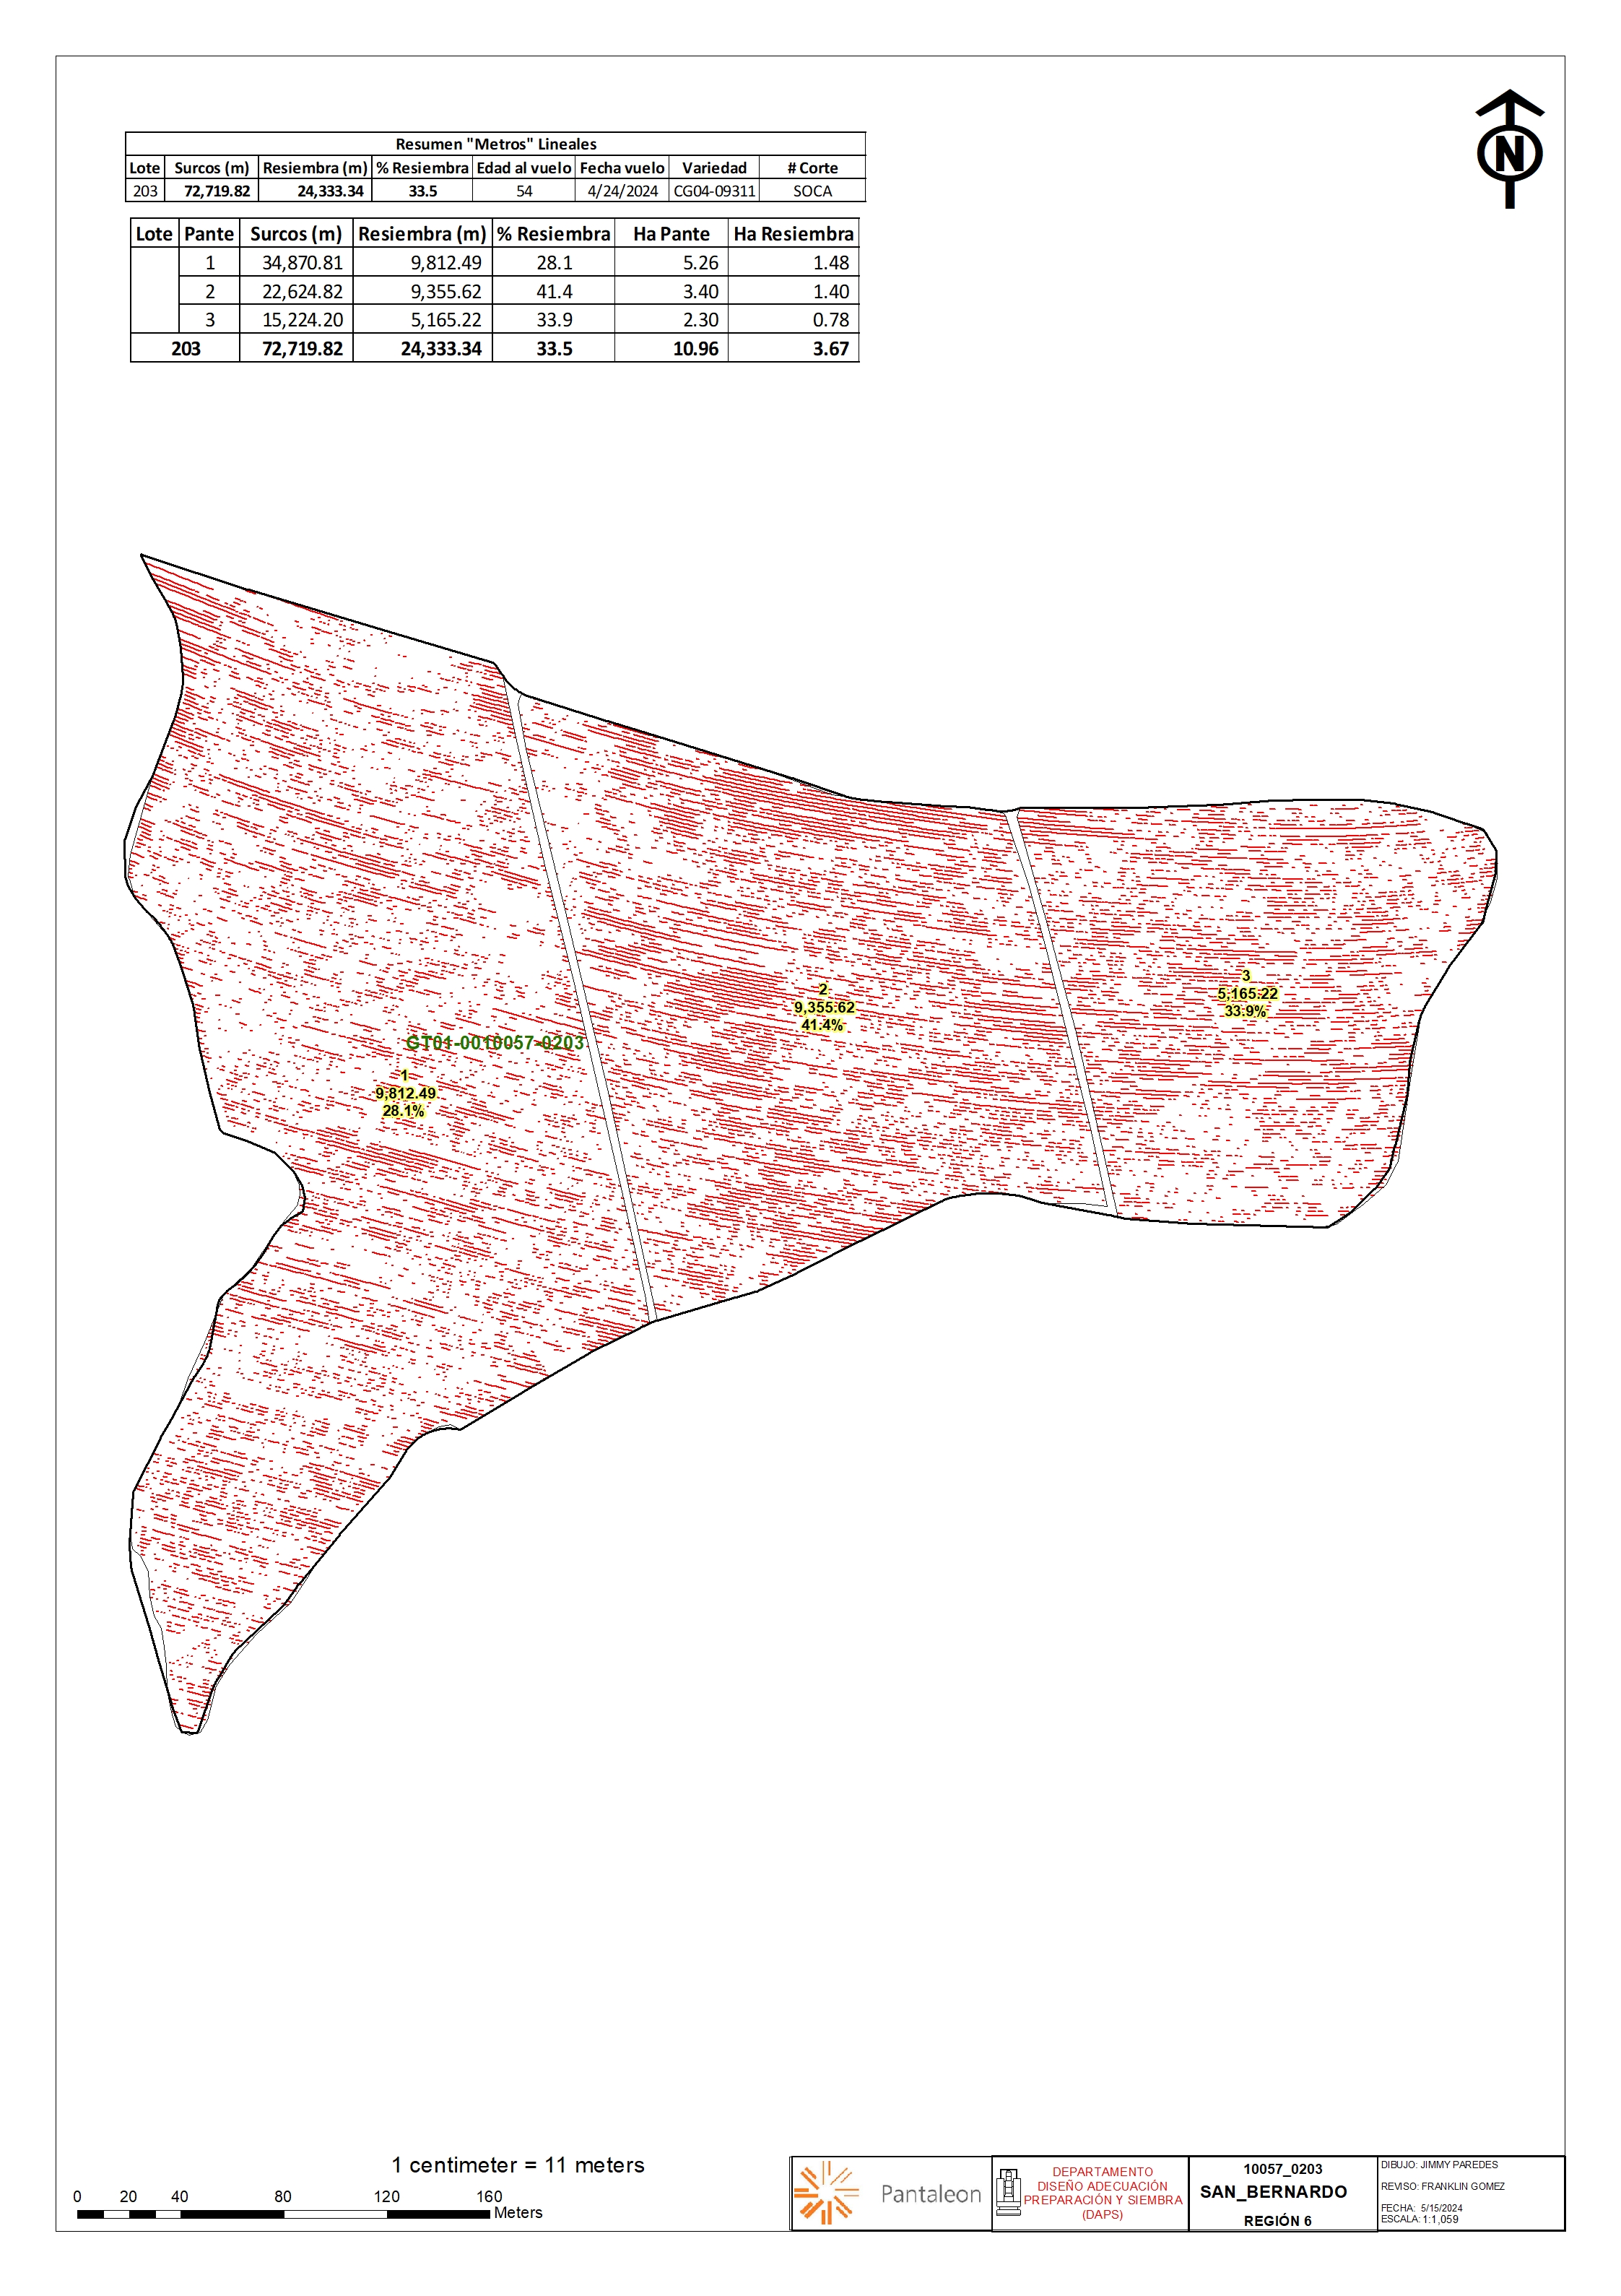 N
Resumen "Metros" Lineales
Lote Surcos (m) Resiembra (m) % Resiembra Edad al vuelo Fecha vuelo Variedad # Corte
203 72,719.82 24,333.34 33.5 54 4/24/2024 CG04-09311 SOCA
Lote Pante Surcos (m) Resiembra (m) % Resiembra Ha Pante Ha Resiembra
1 34,870.81 9,812.49 28.1 5.26 1.48
2 22,624.82 9,355.62 41.4 3.40 1.40
3 15,224.20 5,165.22 33.9 2.30 0.78
203 72,719.82 24,333.34 33.5 10.96 3.67
3
5,165.22
33.9%
2
9,355.62
41.4%
GT01-0010057-0203
1
9,812.49
28.1%
1 centimeter = 11 meters
0 20 40 80 120 160
Meters
Pantaleon
DEPARTAMENTO
DISEÑO ADECUACIÓN
PREPARACIÓN Y SIEMBRA
(DAPS)
10057_0203
SAN_BERNARDO
REGIÓN 6
DIBUJO: JIMMY PAREDES
REVISO: FRANKLIN GOMEZ
FECHA: 5/15/2024
ESCALA: 1:1,059